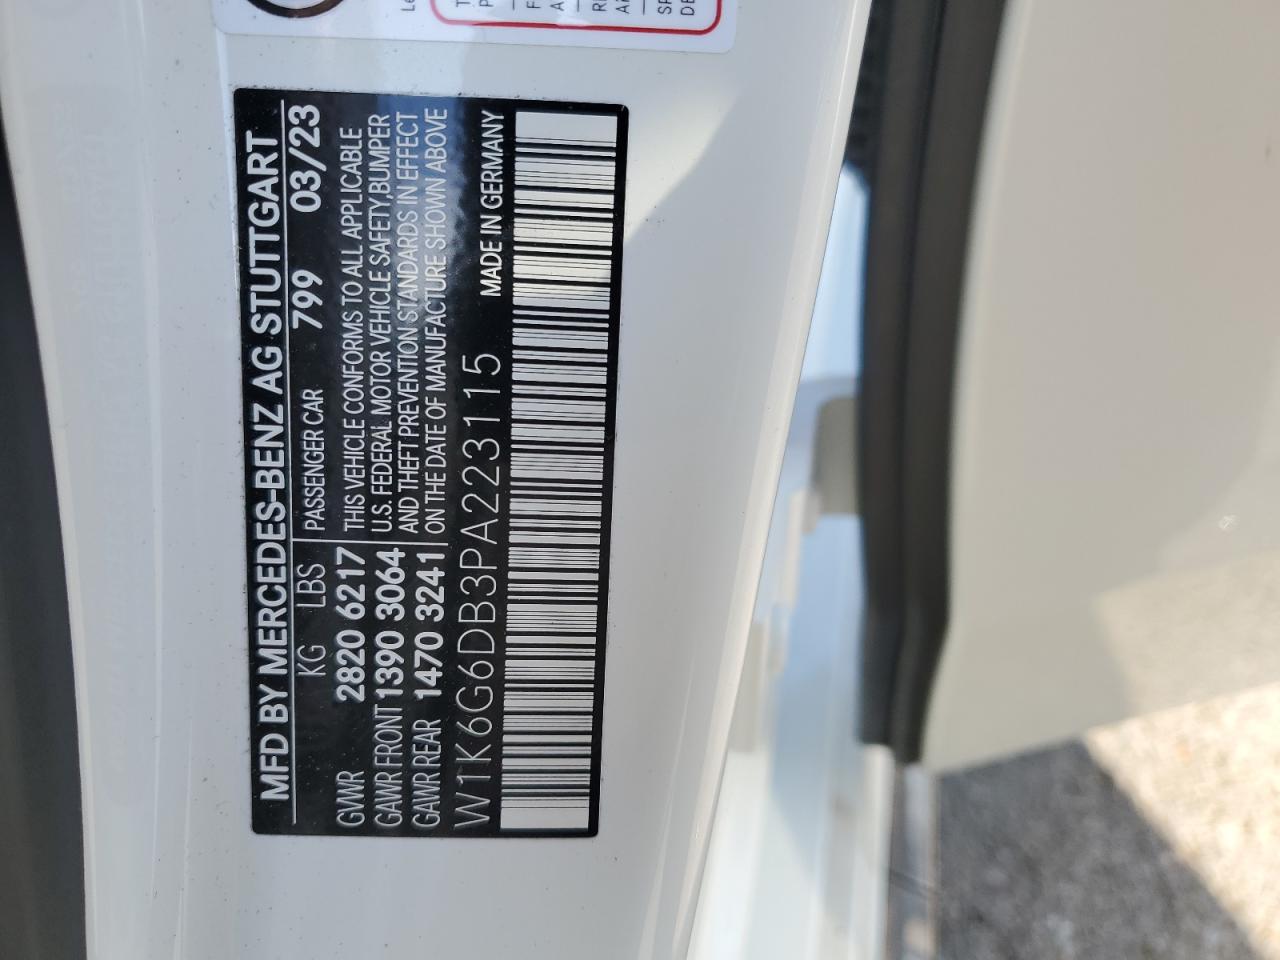 MFD BY MERCEDES-BENZ AG STUTTGART
KG LBS PASSENGER CAR 799 03/23
GVWR 2820 6217 THIS VEHICLE CONFORMS TO ALL APPLICABLE
GAWR FRONT 1390 3064 U.S. FEDERAL MOTOR VEHICLE SAFETY, BUMPER
GAWR REAR 1470 3241 AND THEFT PREVENTION STANDARDS IN EFFECT
ON THE DATE OF MANUFACTURE SHOWN ABOVE
W1K6G6DB3PA223115 MADE IN GERMANY